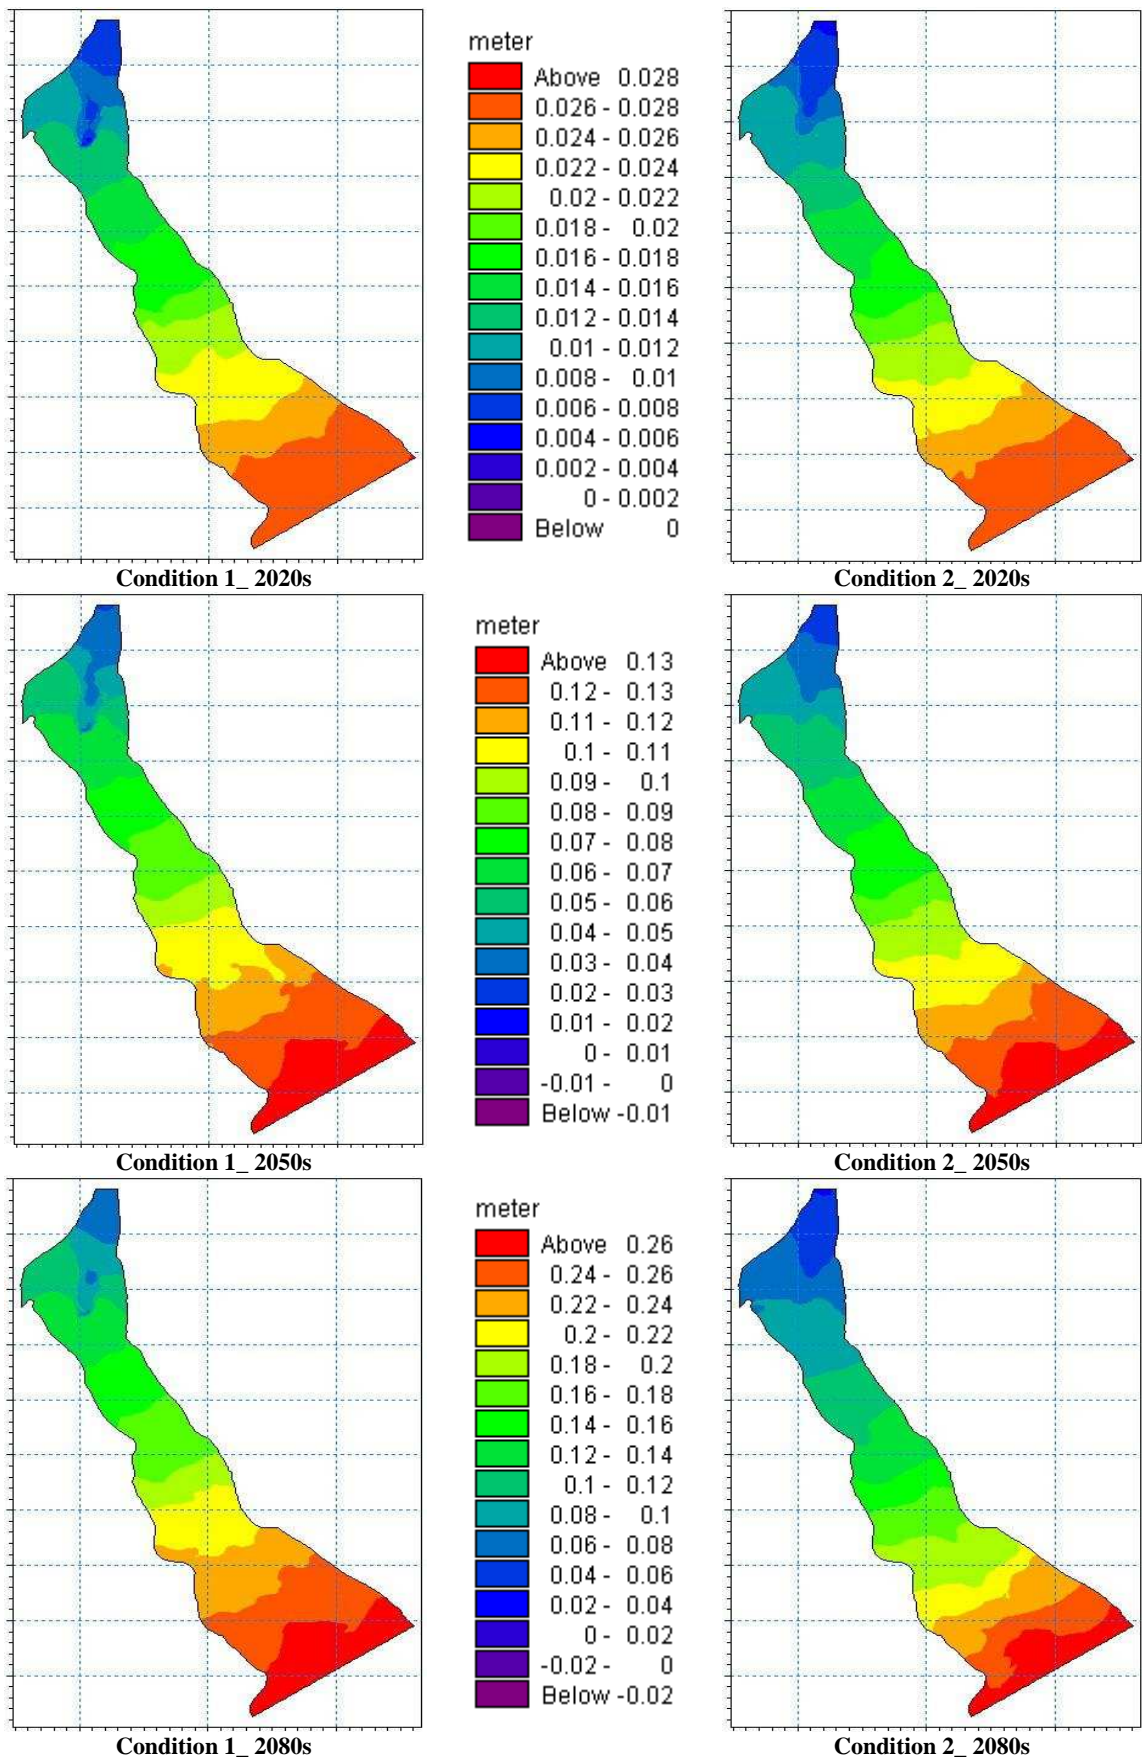 meter
Above 0.028
0.026 - 0.028
0.024 - 0.026
0.022 - 0.024
0.02 - 0.022
0.018 - 0.02
0.016 - 0.018
0.014 - 0.016
0.012 - 0.014
0.01 - 0.012
0.008 - 0.01
0.006 - 0.008
0.004 - 0.006
0.002 - 0.004
0 - 0.002
Below 0
Condition 1_ 2020s
Condition 2_ 2020s
meter
Above 0.13
0.12 - 0.13
0.11 - 0.12
0.1 - 0.11
0.09 - 0.1
0.08 - 0.09
0.07 - 0.08
0.06 - 0.07
0.05 - 0.06
0.04 - 0.05
0.03 - 0.04
0.02 - 0.03
0.01 - 0.02
0 - 0.01
-0.01 - 0
Below -0.01
Condition 1_ 2050s
Condition 2_ 2050s
meter
Above 0.26
0.24 - 0.26
0.22 - 0.24
0.2 - 0.22
0.18 - 0.2
0.16 - 0.18
0.14 - 0.16
0.12 - 0.14
0.1 - 0.12
0.08 - 0.1
0.06 - 0.08
0.04 - 0.06
0.02 - 0.04
0 - 0.02
-0.02 - 0
Below -0.02
Condition 1_ 2080s
Condition 2_ 2080s